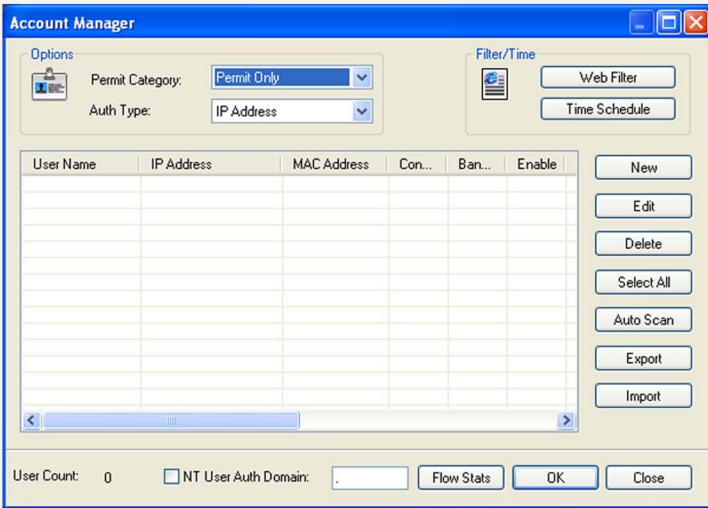 Account Manager
Options
Permit Category: Permit Only
Auth Type: IP Address
Filter/Time
Web Filter
Time Schedule
User Name IP Address MAC Address Con... Ban... Enable
New
Edit
Delete
Select All
Auto Scan
Export
Import
User Count: 0 NT User Auth Domain: . Flow Stats OK Close